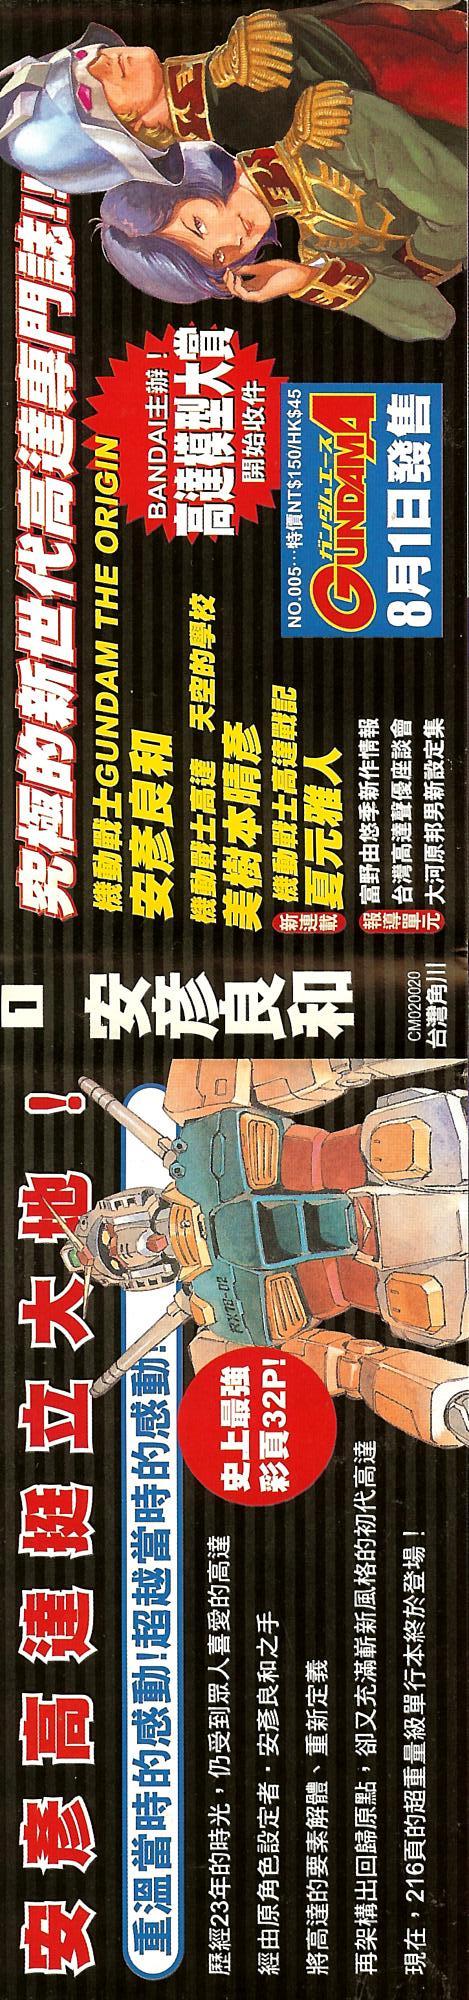 安彥高達挺立大地！
重溫當時的感動！超越當時的感動！
史上最強
彩頁32P！
歷經23年的時光，仍受到眾人喜愛的高達
經由原角色設定者・安彥良和之手
將高達的要素解體、重新定義
再架構出回歸原點，卻又充滿嶄新風格的初代高達
現在，216頁的超重量級單行本終於登場！
RX78-02
1
安彥良和
CM020020
台灣角川
究極的新世代高達專門誌!!
機動戰士GUNDAM THE ORIGIN
安彥良和
機動戰士高達 天空的學校
美樹本晴彥
新連載
機動戰士高達戰記
夏元雅人
報導單元
富野由悠季新作情報
台灣高達聲優座談會
大河原邦男新設定集
BANDAI主辦！
高達模型大賞
開始收件
NO.005…特價NT$150/HK$45
ガンダムエース
GUNDAM A
8月1日發售